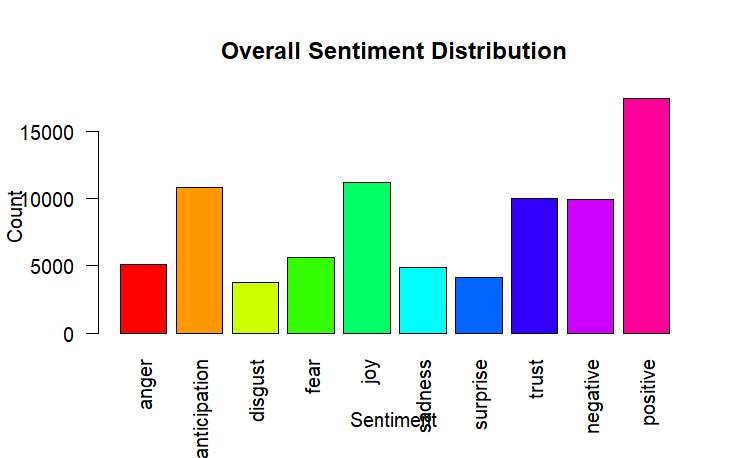 Overall Sentiment Distribution
Count
15000
10000
5000
0
anger
anticipation
disgust
fear
joy
sadness
surprise
trust
negative
positive
Sentiment